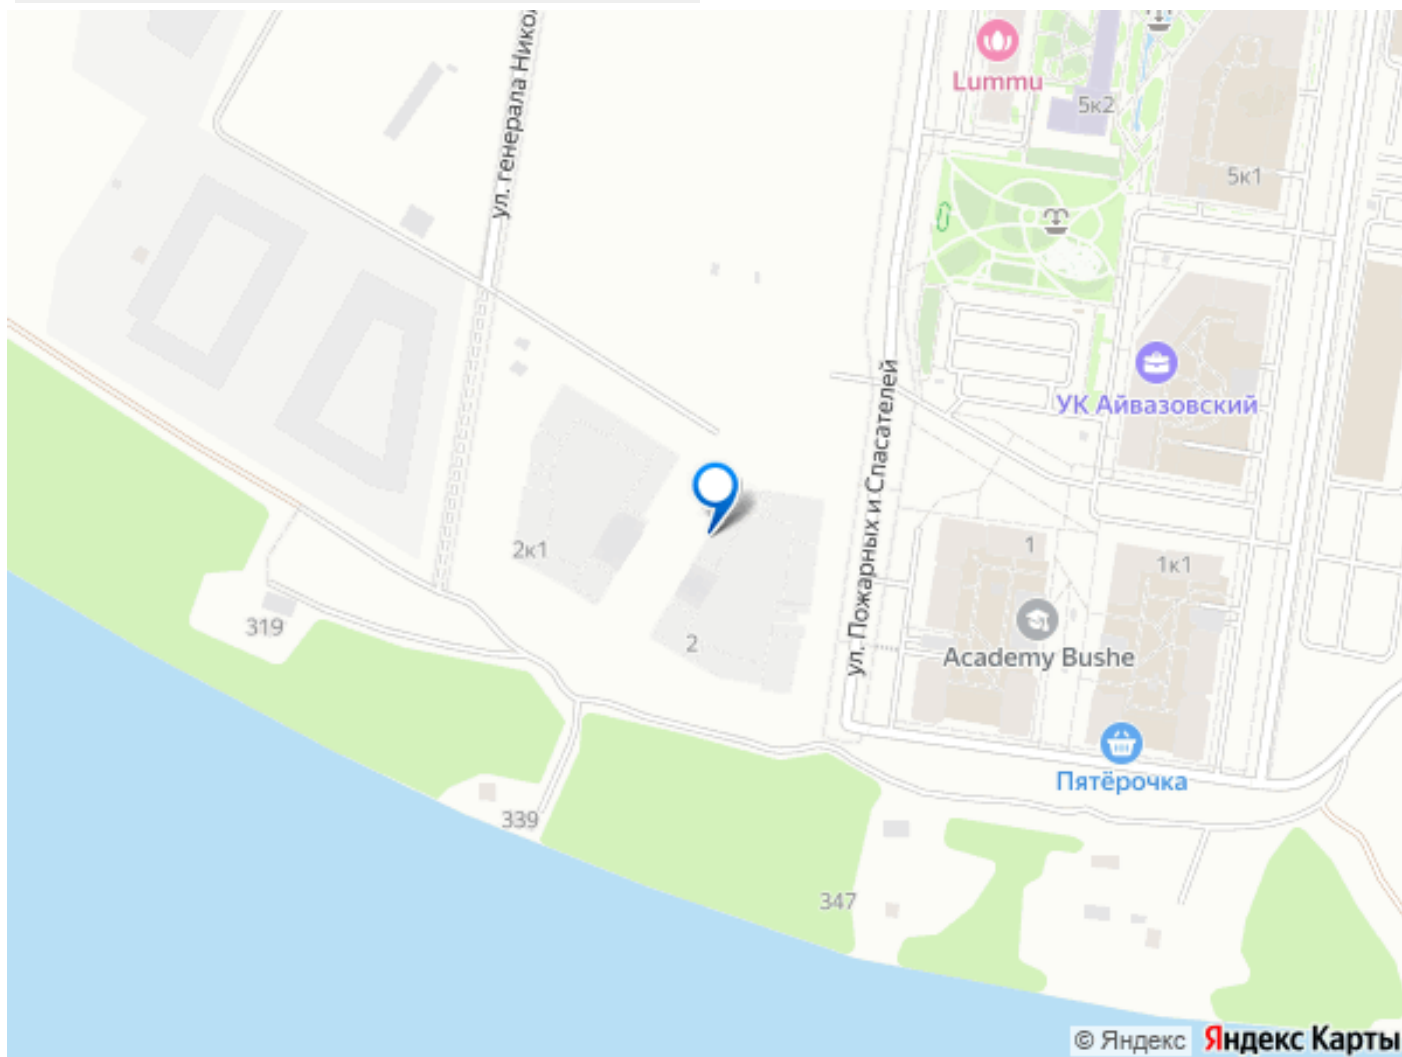 ул. генерала Нико
Lummu
5к2
5к1
УК Айвазовский
ул. Пожарных и Спасателей
2к1
1
1к1
319
2
Academy Bushe
Пятёрочка
339
347
© Яндекс Яндекс Карты